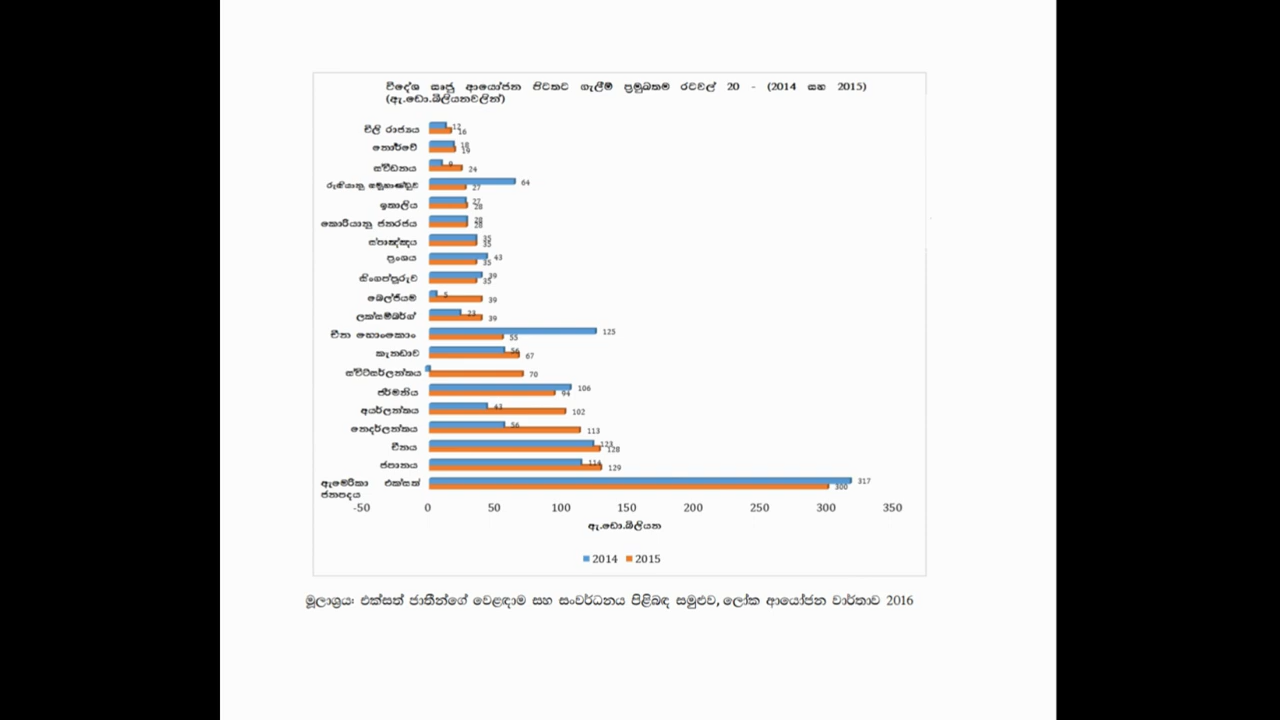 විදේශ සෘජු ආයෝජන පිටතට ගැලීම් ප්‍රමුඛතම රටවල් 20 - (2014 සහ 2015)
(ඇ.ඩො.බිලියනවලින්)
චිලි රාජ්‍යය 12 16
නෝර්වේ 18 19
ස්වීඩනය 9 24
රුසියානු සමූහාණ්ඩුව 64 27
ඉතාලිය 27 28
කොරියානු ජනරජය 28 28
ස්පාඤ්ඤය 35 35
ප්‍රංශය 43 35
සිංගප්පූරුව 39 35
බෙල්ජියම 5 39
ලක්සම්බර්ග් 23 39
චීන හොංකොං 125 55
කැනඩාව 56 67
ස්විට්සර්ලන්තය 70
ජර්මනිය 106 94
අයර්ලන්තය 43 102
නෙදර්ලන්තය 56 113
චීනය 123 128
ජපානය 114 129
ඇමෙරිකා එක්සත් 317 300
ජනපදය
-50 0 50 100 150 200 250 300 350
ඇ.ඩො.බිලියන
2014 2015
මූලාශ්‍රය: එක්සත් ජාතීන්ගේ වෙළඳාම සහ සංවර්ධනය පිළිබඳ සමුළුව, ලෝක ආයෝජන වාර්තාව 2016